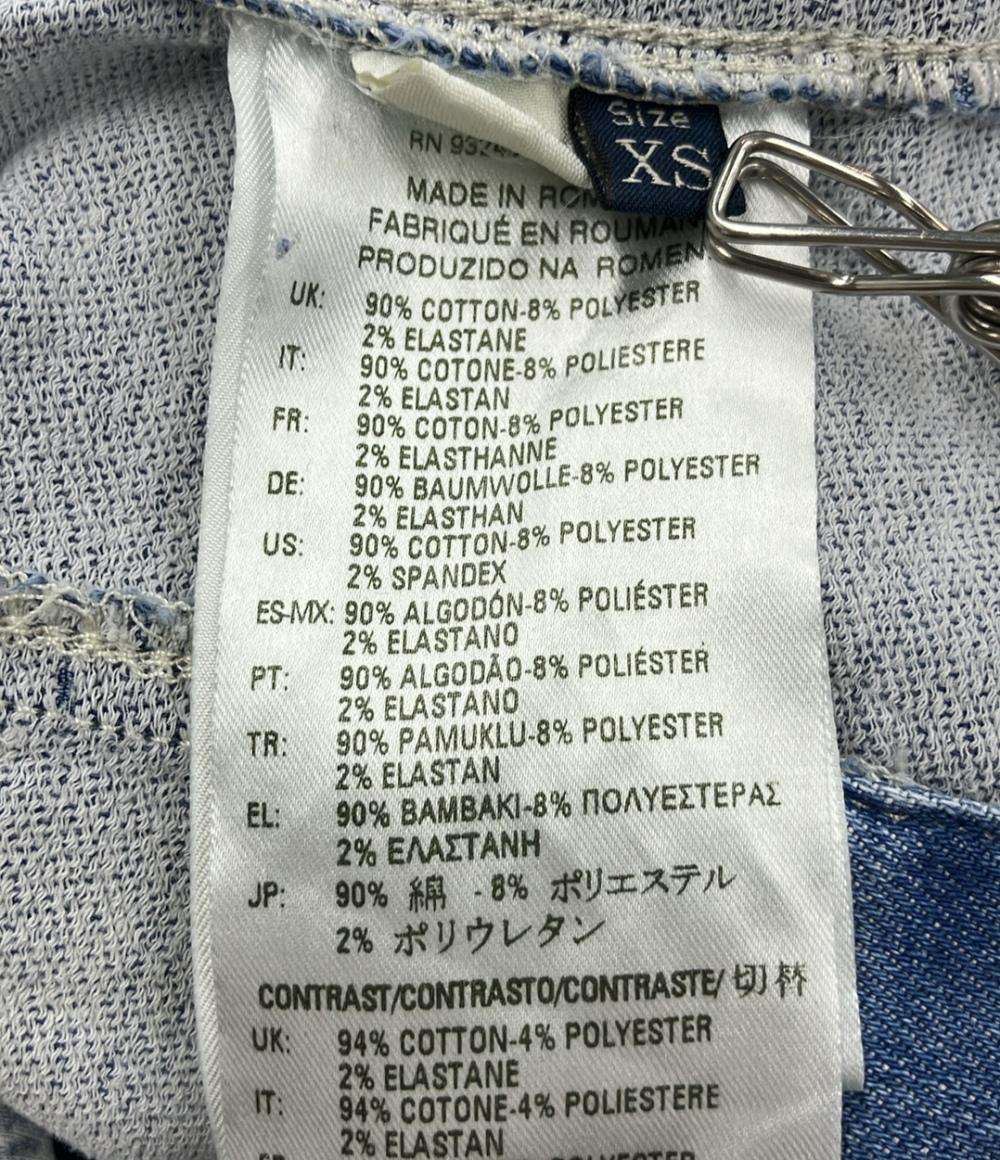 Size
XS
RN
MADE IN
FABRIQUÉ EN
PRODUZIDO NA
UK: 90% COTTON-8% POLYESTER
2% ELASTANE
IT: 90% COTONE-8% POLIESTERE
2% ELASTAN
FR: 90% COTON-8% POLYESTER
2% ELASTHANNE
DE: 90% BAUMWOLLE-8% POLYESTER
2% ELASTHAN
US: 90% COTTON-8% POLYESTER
2% SPANDEX
ES-MX: 90% ALGODÓN-8% POLIÉSTER
2% ELASTANO
PT: 90% ALGODÃO-8% POLIÉSTER
2% ELASTANO
TR: 90% PAMUKLU-8% POLYESTER
2% ELASTAN
EL: 90% BAMBAKI-8% ΠΟΛΥΕΣΤΕΡΑΣ
2% ΕΛΑΣΤΑΝΗ
JP: 90% 綿 - 8% ポリエステル
2% ポリウレタン
CONTRAST/CONTRASTO/CONTRASTE/ 切替
UK: 94% COTTON-4% POLYESTER
2% ELASTANE
IT: 94% COTONE-4% POLIESTERE
2% ELASTAN